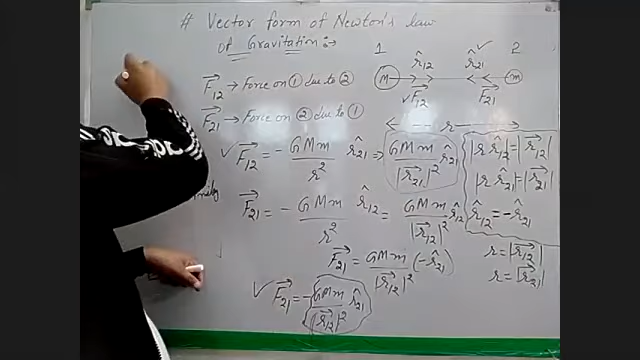 # Vector form of Newton's law
of Gravitation :→
1 2
r̂₁₂ r̂₂₁ ✓
M m
✓F⃗₁₂ F⃗₂₁
← r →
F⃗₁₂ → Force on ① due to ②
F⃗₂₁ → Force on ② due to ①
✓ F⃗₁₂ = - GMm/r² r̂₂₁ ⇒ GMm/|r⃗₂₁|² r̂₂₁
|r r̂₁₂| = |r⃗₁₂|
|r r̂₂₁| = |r⃗₂₁|
F⃗₂₁ = - GMm/r² r̂₁₂ = GMm/|r⃗₁₂|² r̂₁₂
r̂₁₂ = -r̂₂₁
F⃗₂₁ = GMm/|r⃗₁₂|² (-r̂₂₁)
r = |r⃗₁₂|
r = |r⃗₂₁|
✓ F⃗₂₁ = - GMm/|r⃗₁₂|² r̂₂₁